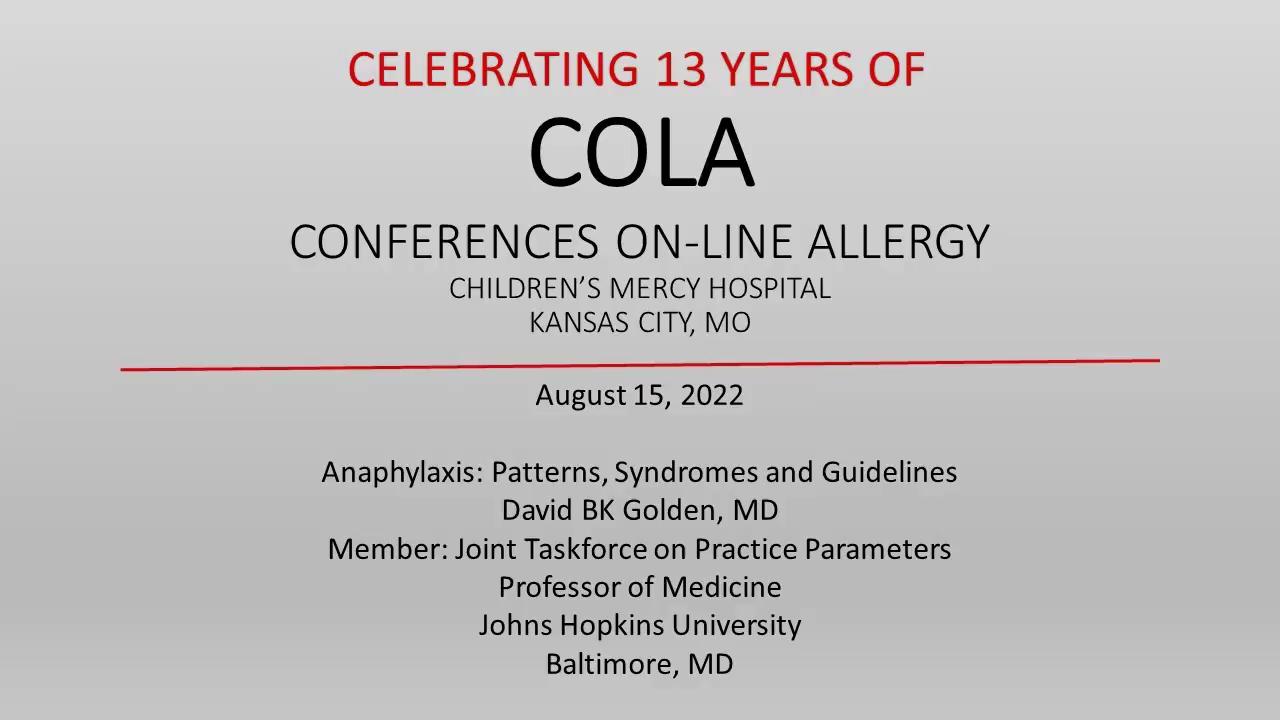 CELEBRATING 13 YEARS OF
COLA
CONFERENCES ON-LINE ALLERGY
CHILDREN’S MERCY HOSPITAL
KANSAS CITY, MO
August 15, 2022
Anaphylaxis: Patterns, Syndromes and Guidelines
David BK Golden, MD
Member: Joint Taskforce on Practice Parameters
Professor of Medicine
Johns Hopkins University
Baltimore, MD